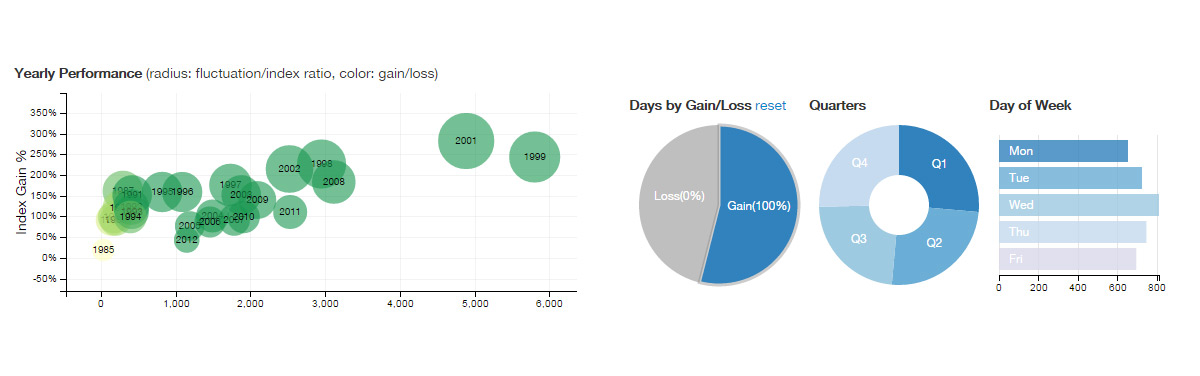 Yearly Performance (radius: fluctuation/index ratio, color: gain/loss)
Index Gain %
350%
300%
250%
200%
150%
100%
50%
0%
-50%
0
1,000
2,000
3,000
4,000
5,000
6,000
2001
1999
1998
2002
2008
1997
2009
2011
1995
1996
1991
1994
2010
2006
2012
1985
Days by Gain/Loss reset
Loss(0%)
Gain(100%)
Quarters
Q1
Q2
Q3
Q4
Day of Week
Mon
Tue
Wed
Thu
Fri
0
200
400
600
800